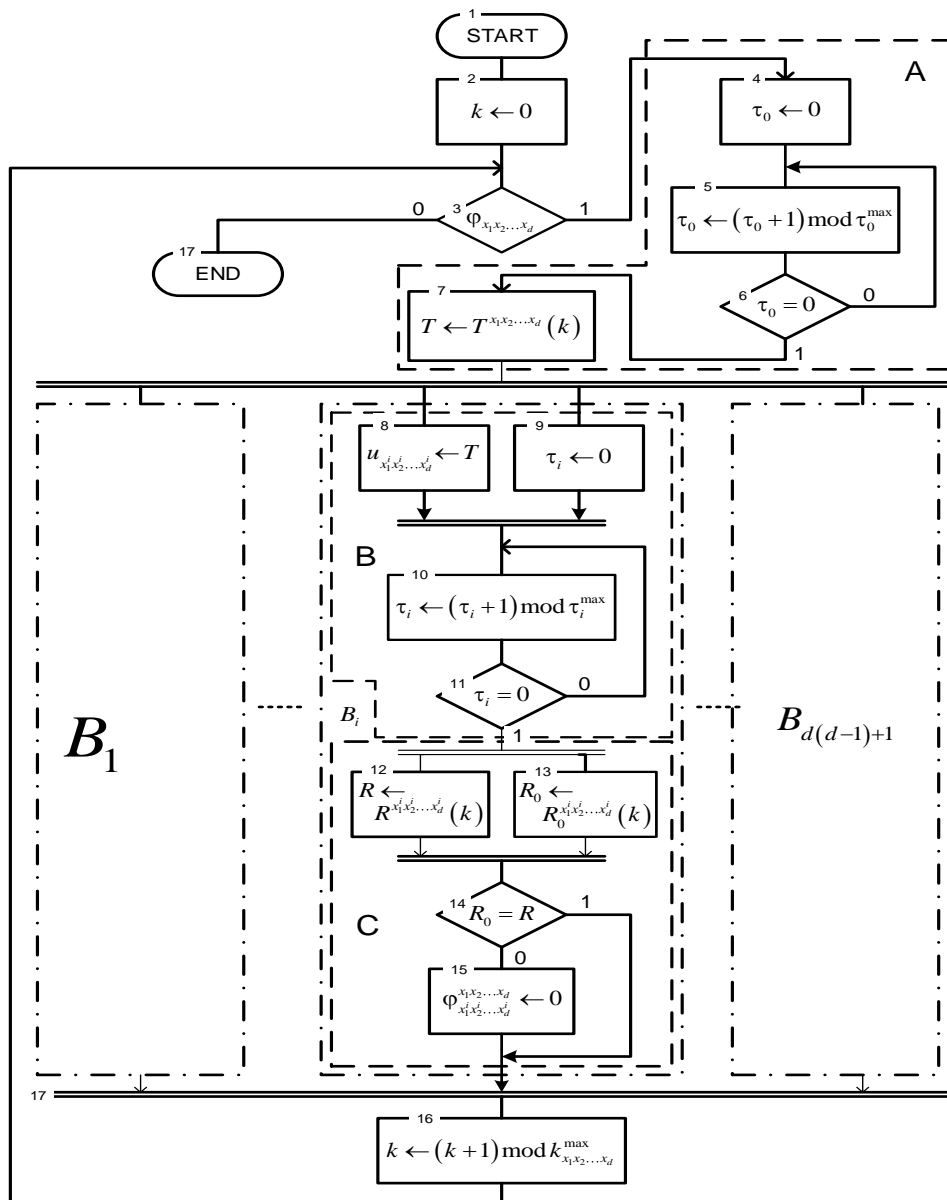 1
START
A
2
k ← 0
4
τ₀ ← 0
0
3
φ_{x₁x₂…x_d}
1
5
τ₀ ← (τ₀ + 1) mod τ₀^{max}
17
END
6
τ₀ = 0
0
1
7
T ← T^{x₁x₂…x_d}(k)
8
u_{x₁^i x₂^i…x_d^i} ← T
9
τ_i ← 0
B
10
τ_i ← (τ_i + 1) mod τ_i^{max}
11
τ_i = 0
0
1
B_i
B₁
B_{d(d−1)+1}
12
R ←
R^{x₁^i x₂^i…x_d^i}(k)
13
R₀ ←
R₀^{x₁^i x₂^i…x_d^i}(k)
C
14
R₀ = R
1
0
15
φ_{x₁^i x₂^i…x_d^i}^{x₁x₂…x_d} ← 0
17
16
k ← (k + 1) mod k_{x₁x₂…x_d}^{max}